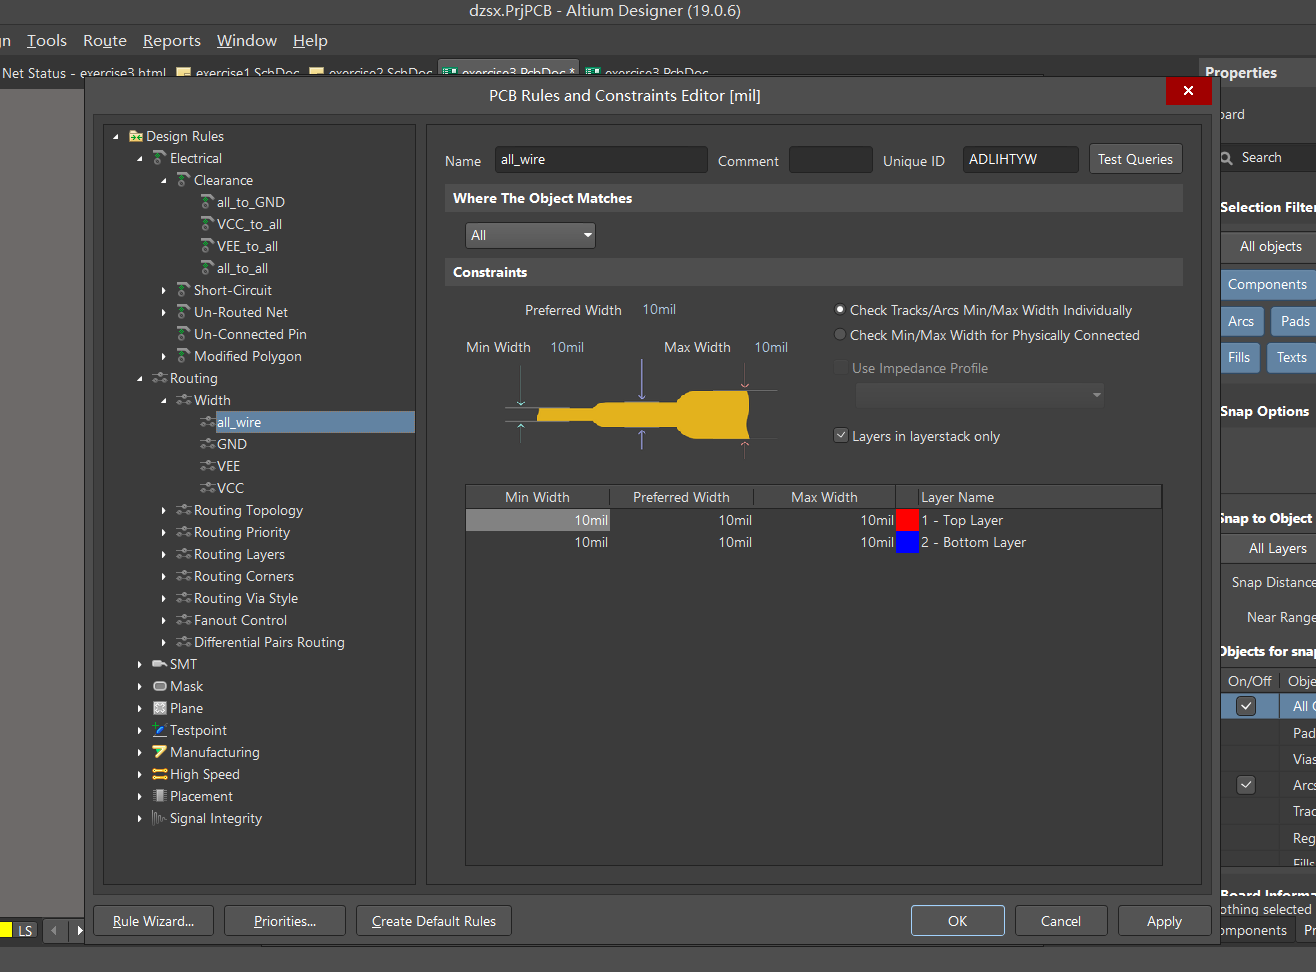 dzsx.PrjPCB - Altium Designer (19.0.6)
Tools Route Reports Window Help
Net Status - exercise3.html exercise1.SchDoc exercise2.SchDoc exercise3.PcbDoc * exercise3.PcbDoc
Properties
PCB Rules and Constraints Editor [mil]
Design Rules
Electrical
Clearance
all_to_GND
VCC_to_all
VEE_to_all
all_to_all
Short-Circuit
Un-Routed Net
Un-Connected Pin
Modified Polygon
Routing
Width
all_wire
GND
VEE
VCC
Routing Topology
Routing Priority
Routing Layers
Routing Corners
Routing Via Style
Fanout Control
Differential Pairs Routing
SMT
Mask
Plane
Testpoint
Manufacturing
High Speed
Placement
Signal Integrity
Name all_wire Comment Unique ID ADLIHTYW Test Queries
Where The Object Matches
All
Constraints
Preferred Width 10mil
Min Width 10mil Max Width 10mil
Check Tracks/Arcs Min/Max Width Individually
Check Min/Max Width for Physically Connected
Use Impedance Profile
Layers in layerstack only
Min Width Preferred Width Max Width Layer Name
10mil 10mil 10mil 1 - Top Layer
10mil 10mil 10mil 2 - Bottom Layer
Rule Wizard... Priorities... Create Default Rules OK Cancel Apply
oard
Search
Selection Filter
All objects
Components
Arcs Pads
Fills Texts
Snap Options
Snap to Object
All Layers
Snap Distance
Near Range
Objects for snap
On/Off Obje
All
Pad
Vias
Arcs
Trac
Reg
Fills
Board Informa
othing selected
omponents Pr
LS